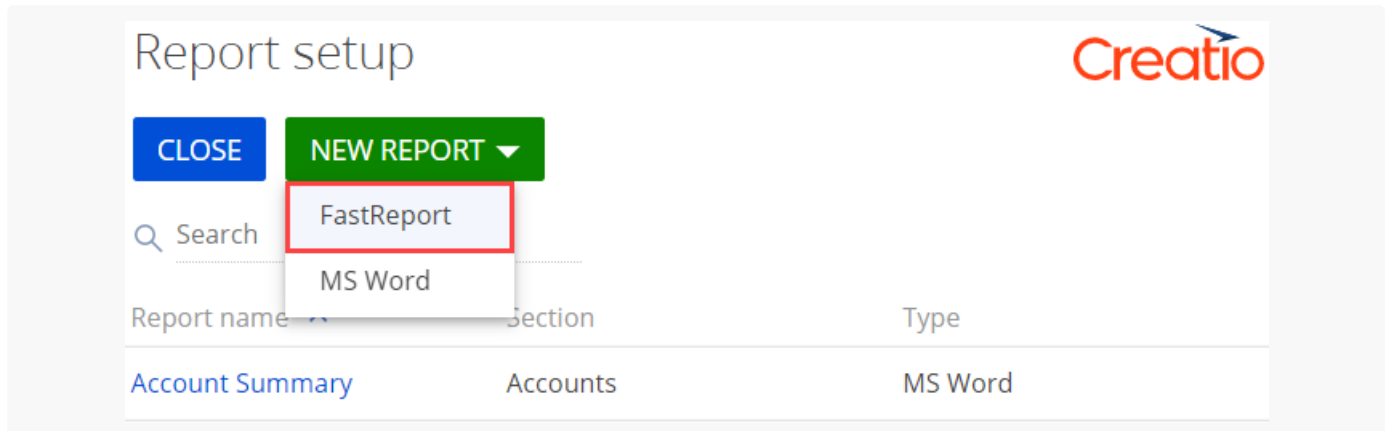 Report setup
Creatio
CLOSE
NEW REPORT
FastReport
Search
MS Word
Report name
Section
Type
Account Summary
Accounts
MS Word